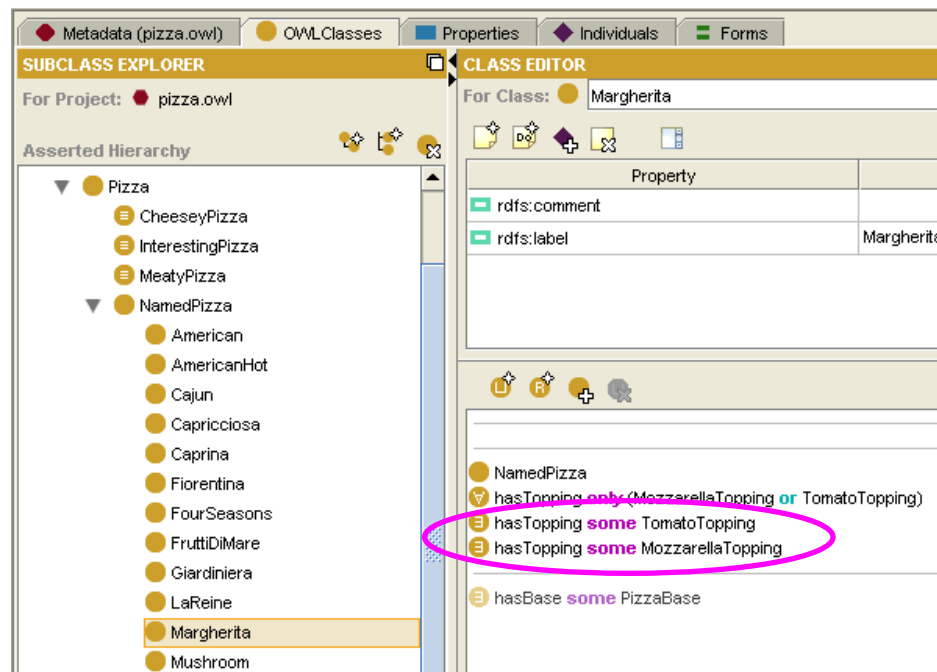 Metadata (pizza.owl) OWLClasses Properties Individuals Forms
SUBCLASS EXPLORER
For Project: pizza.owl
Asserted Hierarchy
Pizza
CheeseyPizza
InterestingPizza
MeatyPizza
NamedPizza
American
AmericanHot
Cajun
Capricciosa
Caprina
Fiorentina
FourSeasons
FruttiDiMare
Giardiniera
LaReine
Margherita
Mushroom
CLASS EDITOR
For Class: Margherita
Property
rdfs:comment
rdfs:label Margherita
NamedPizza
∀ hasTopping only (MozzarellaTopping or TomatoTopping)
∃ hasTopping some TomatoTopping
∃ hasTopping some MozzarellaTopping
∃ hasBase some PizzaBase